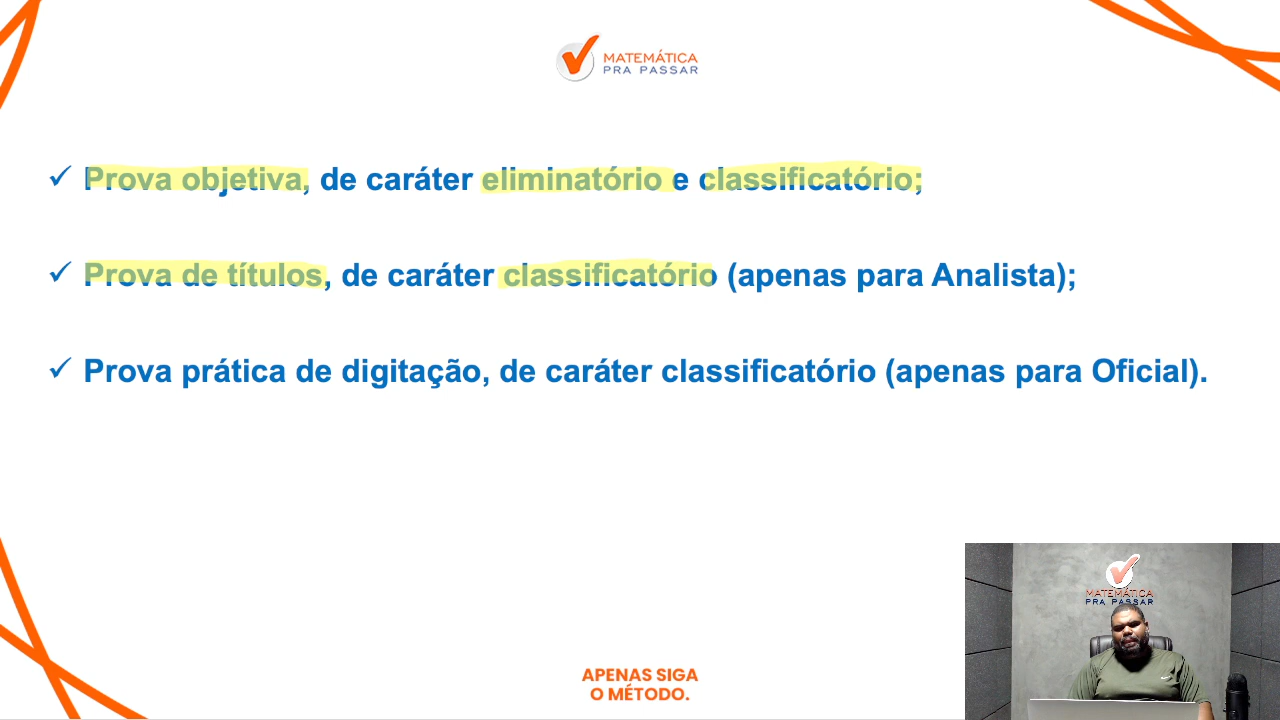 MATEMÁTICA
PRA PASSAR
✓ Prova objetiva, de caráter eliminatório e classificatório;
✓ Prova de títulos, de caráter classificatório (apenas para Analista);
✓ Prova prática de digitação, de caráter classificatório (apenas para Oficial).
MATEMÁTICA
PRA PASSAR
APENAS SIGA
O MÉTODO.